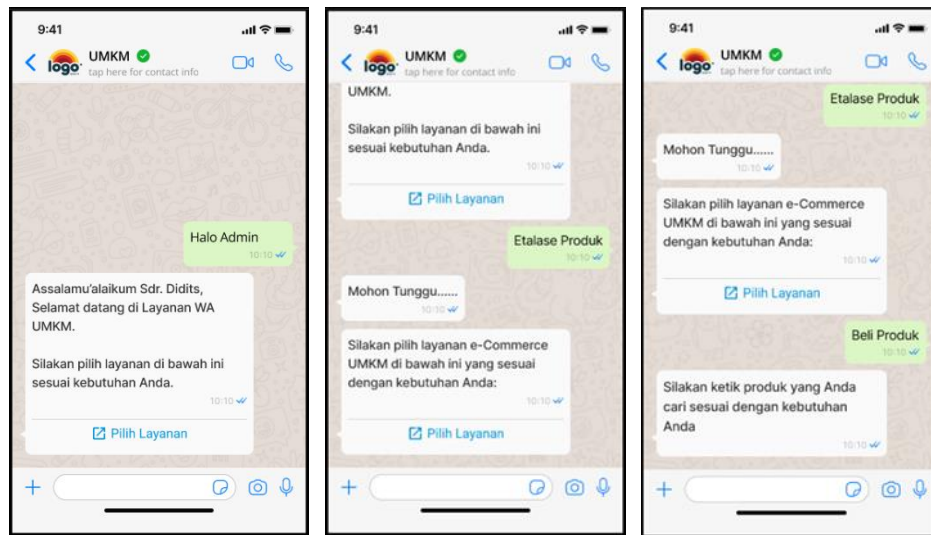 9:41
logo
UMKM
tap here for contact info
Halo Admin
10:10
Assalamu'alaikum Sdr. Didits,
Selamat datang di Layanan WA
UMKM.
Silakan pilih layanan di bawah ini
sesuai kebutuhan Anda.
10:10
Pilih Layanan
9:41
logo
UMKM
tap here for contact info
UMKM.
Silakan pilih layanan di bawah ini
sesuai kebutuhan Anda.
10:10
Pilih Layanan
Etalase Produk
10:10
Mohon Tunggu......
10:10
Silakan pilih layanan e-Commerce
UMKM di bawah ini yang sesuai
dengan kebutuhan Anda:
10:10
Pilih Layanan
9:41
logo
UMKM
tap here for contact info
Etalase Produk
10:10
Mohon Tunggu......
10:10
Silakan pilih layanan e-Commerce
UMKM di bawah ini yang sesuai
dengan kebutuhan Anda:
10:10
Pilih Layanan
Beli Produk
10:10
Silakan ketik produk yang Anda
cari sesuai dengan kebutuhan
Anda
10:10